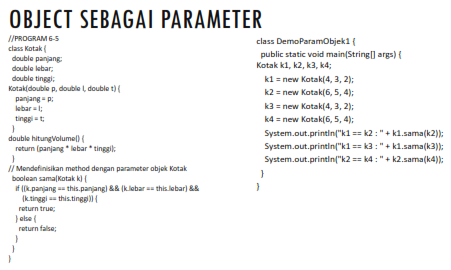 OBJECT SEBAGAI PARAMETER
//PROGRAM 6-5
class Kotak {
double panjang;
double lebar;
double tinggi;
Kotak(double p, double l, double t) {
panjang = p;
lebar = l;
tinggi = t;
}
double hitungVolume() {
return (panjang * lebar * tinggi);
}
// Mendefinisikan method dengan parameter objek Kotak
boolean sama(Kotak k) {
if ((k.panjang == this.panjang) && (k.lebar == this.lebar) &&
(k.tinggi == this.tinggi)) {
return true;
} else {
return false;
}
}
}
class DemoParamObjek1 {
public static void main(String[] args) {
Kotak k1, k2, k3, k4;
k1 = new Kotak(4, 3, 2);
k2 = new Kotak(6, 5, 4);
k3 = new Kotak(4, 3, 2);
k4 = new Kotak(6, 5, 4);
System.out.println("k1 == k2 : " + k1.sama(k2));
System.out.println("k1 == k3 : " + k1.sama(k3));
System.out.println("k2 == k4 : " + k2.sama(k4));
}
}